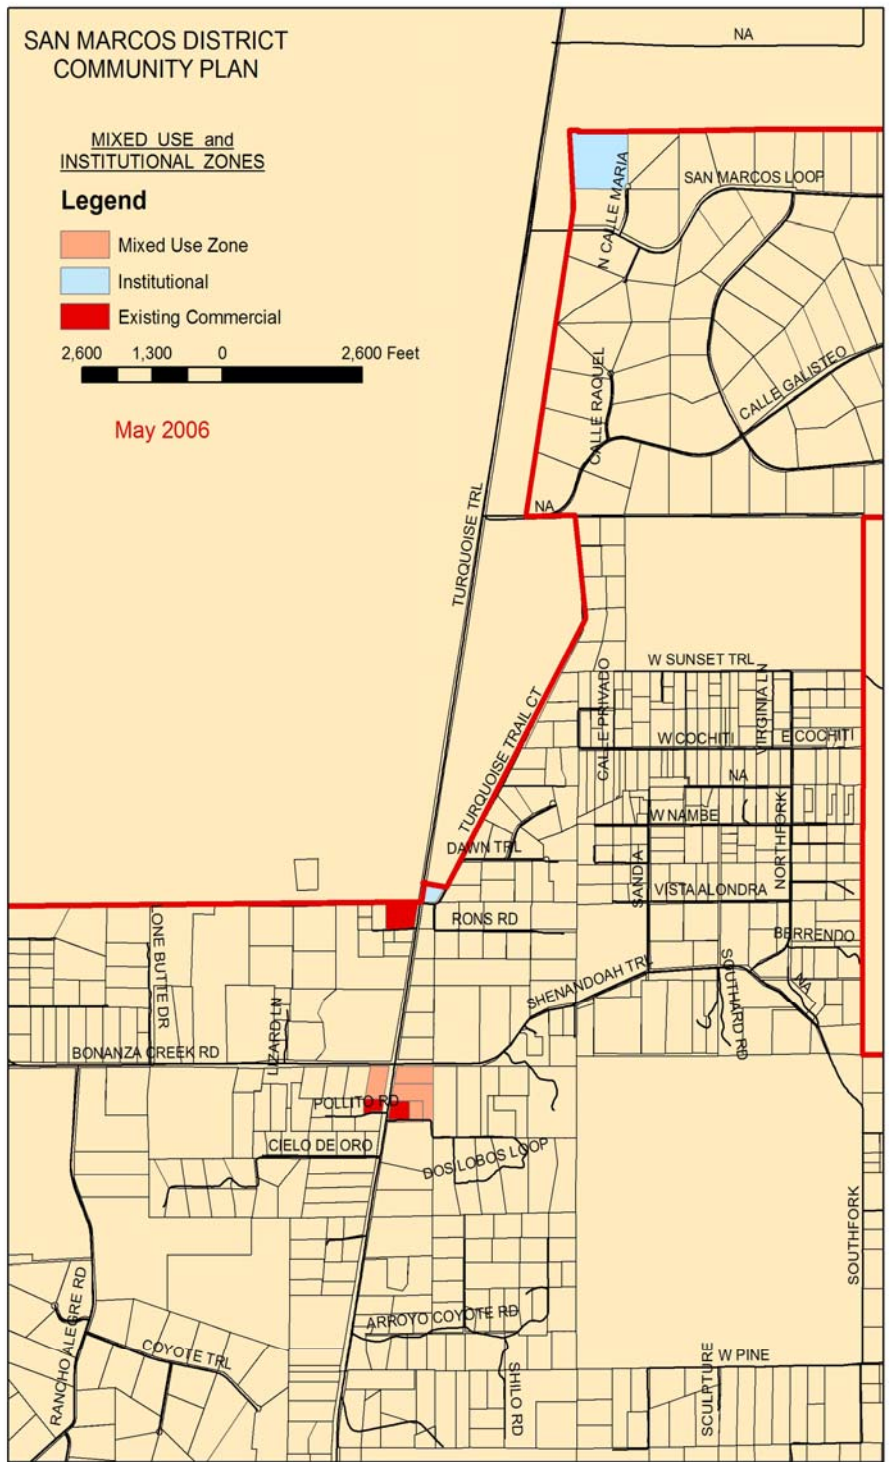 SAN MARCOS DISTRICT
COMMUNITY PLAN
MIXED USE and
INSTITUTIONAL ZONES
Legend
Mixed Use Zone
Institutional
Existing Commercial
2,600 1,300 0 2,600 Feet
May 2006
NA
SAN MARCOS LOOP
N CALLE MARIA
CALLE RAQUEL
CALLE GALISTEO
NA
TURQUOISE TRL
W SUNSET TRL
CALLE PRIVADO
VIRGINIA LN
W COCHITI
E COCHITI
TURQUOISE TRAIL CT
NA
W NAMBE
NORTHFORK
DAWN TRL
SANDIA
VISTA ALONDRA
RONS RD
BERRENDO
LONE BUTTE DR
SHENANDOAH TRL
SOUTHARD RD
NA
LIZARD LN
BONANZA CREEK RD
POLLITO RD
CIELO DE ORO
DOS LOBOS LOOP
SOUTHFORK
RANCHO ALEGRE RD
ARROYO COYOTE RD
COYOTE TRL
SHILO RD
SCULPTURE
W PINE